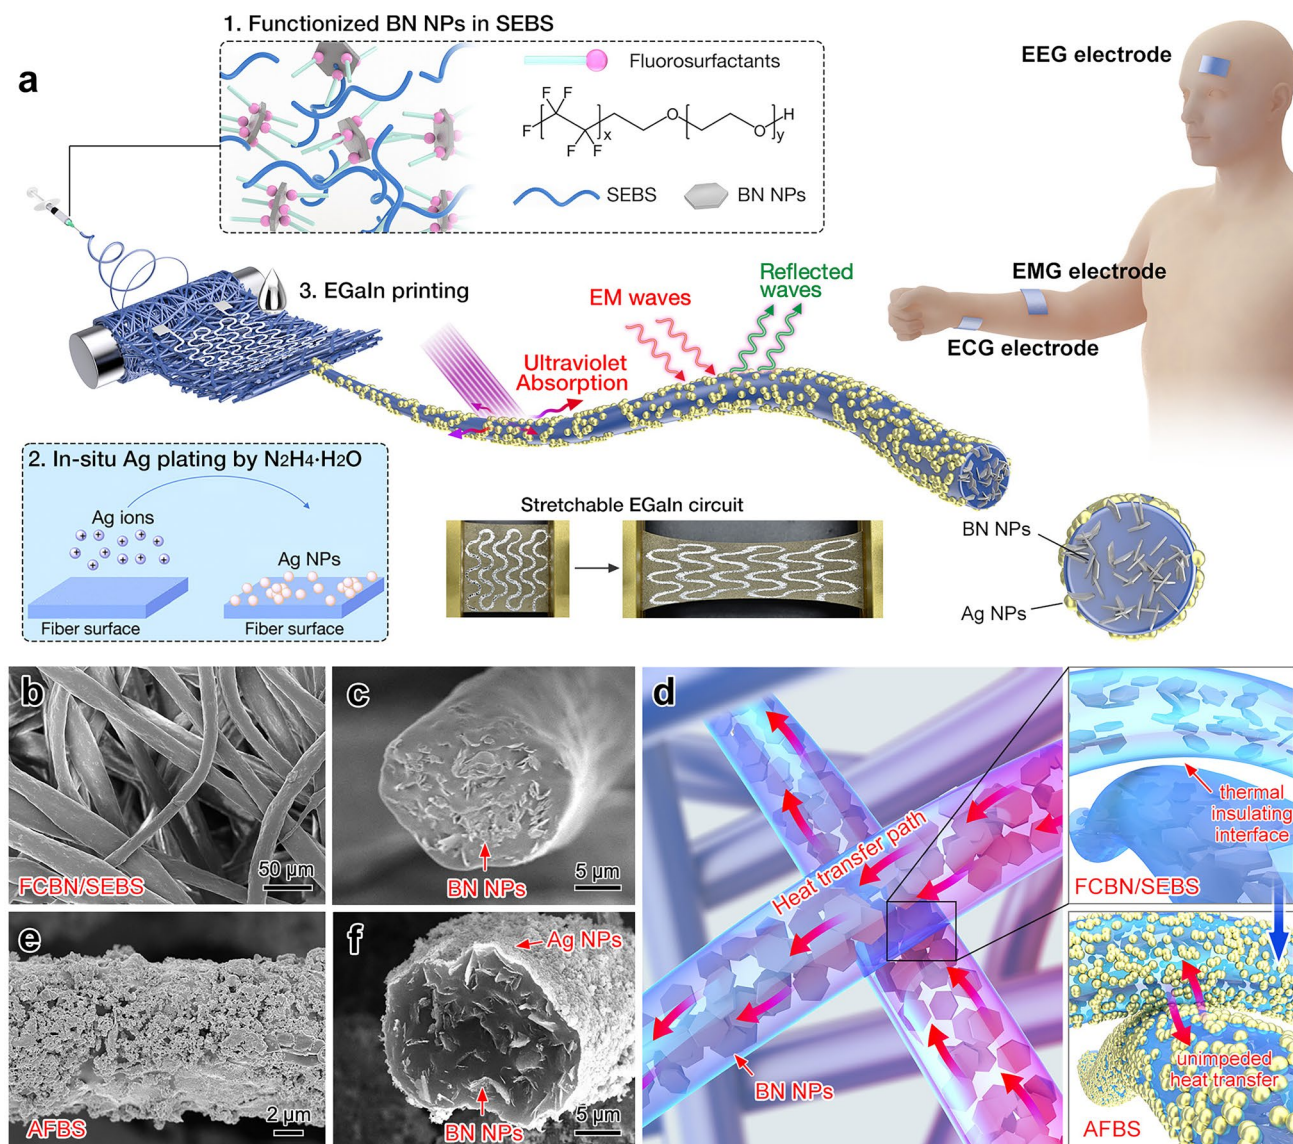 a
1. Functionized BN NPs in SEBS
Fluorosurfactants
F
F
F
F
F
x
O
O
y
H
SEBS
BN NPs
EEG electrode
EMG electrode
ECG electrode
3. EGaIn printing
EM waves
Reflected
waves
Ultraviolet
Absorption
2. In-situ Ag plating by N2H4·H2O
Ag ions
Ag NPs
Fiber surface
Fiber surface
Stretchable EGaIn circuit
BN NPs
Ag NPs
b
50 μm
FCBN/SEBS
c
BN NPs
5 μm
d
Heat transfer path
BN NPs
thermal
insulating
interface
FCBN/SEBS
unimpeded
heat transfer
AFBS
e
2 μm
AFBS
f
Ag NPs
BN NPs
5 μm